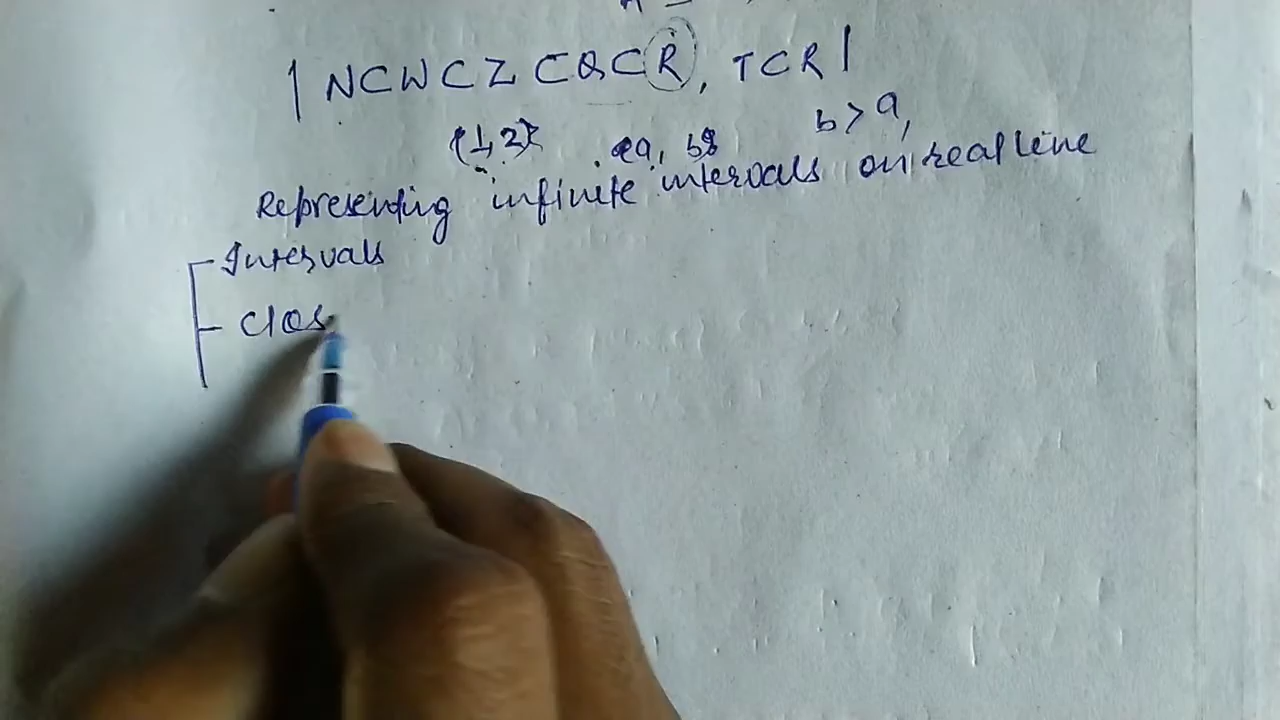 | N C W C Z C Q C R, T C R |
{1, 2} {a, b} b > a,
Representing infinite intervals on real line
Intervals
Clos